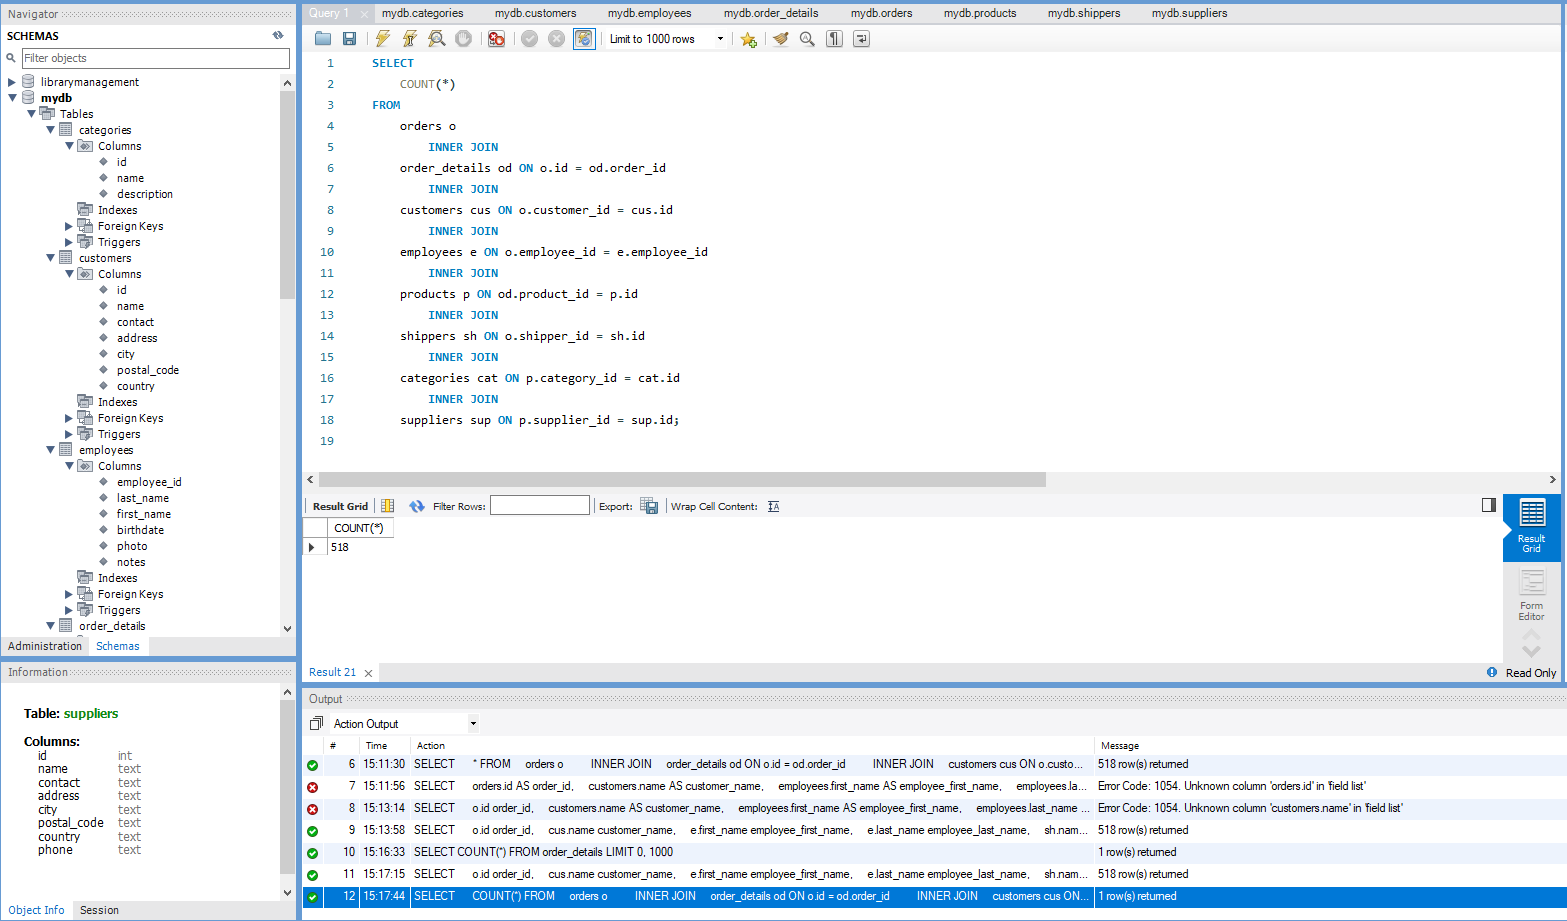 Navigator
SCHEMAS
Filter objects
librarymanagement
mydb
Tables
categories
Columns
id
name
description
Indexes
Foreign Keys
Triggers
customers
Columns
id
name
contact
address
city
postal_code
country
Indexes
Foreign Keys
Triggers
employees
Columns
employee_id
last_name
first_name
birthdate
photo
notes
Indexes
Foreign Keys
Triggers
order_details
Administration Schemas
Information
Table: suppliers
Columns:
id int
name text
contact text
address text
city text
postal_code text
country text
phone text
Object Info Session
Query 1 mydb.categories mydb.customers mydb.employees mydb.order_details mydb.orders mydb.products mydb.shippers mydb.suppliers
Limit to 1000 rows
1 SELECT
2 COUNT(*)
3 FROM
4 orders o
5 INNER JOIN
6 order_details od ON o.id = od.order_id
7 INNER JOIN
8 customers cus ON o.customer_id = cus.id
9 INNER JOIN
10 employees e ON o.employee_id = e.employee_id
11 INNER JOIN
12 products p ON od.product_id = p.id
13 INNER JOIN
14 shippers sh ON o.shipper_id = sh.id
15 INNER JOIN
16 categories cat ON p.category_id = cat.id
17 INNER JOIN
18 suppliers sup ON p.supplier_id = sup.id;
19
Result Grid Filter Rows: Export: Wrap Cell Content:
COUNT(*)
518
Result Grid
Form Editor
Result 21
Read Only
Output
Action Output
# Time Action Message
6 15:11:30 SELECT * FROM orders o INNER JOIN order_details od ON o.id = od.order_id INNER JOIN customers cus ON o.custo... 518 row(s) returned
7 15:11:56 SELECT orders.id AS order_id, customers.name AS customer_name, employees.first_name AS employee_first_name, employees.la... Error Code: 1054. Unknown column 'orders.id' in 'field list'
8 15:13:14 SELECT o.id order_id, customers.name AS customer_name, employees.first_name AS employee_first_name, employees.last_name ... Error Code: 1054. Unknown column 'customers.name' in 'field list'
9 15:13:58 SELECT o.id order_id, cus.name customer_name, e.first_name employee_first_name, e.last_name employee_last_name, sh.nam... 518 row(s) returned
10 15:16:33 SELECT COUNT(*) FROM order_details LIMIT 0, 1000 1 row(s) returned
11 15:17:15 SELECT o.id order_id, cus.name customer_name, e.first_name employee_first_name, e.last_name employee_last_name, sh.nam... 518 row(s) returned
12 15:17:44 SELECT COUNT(*) FROM orders o INNER JOIN order_details od ON o.id = od.order_id INNER JOIN customers cus ON... 1 row(s) returned